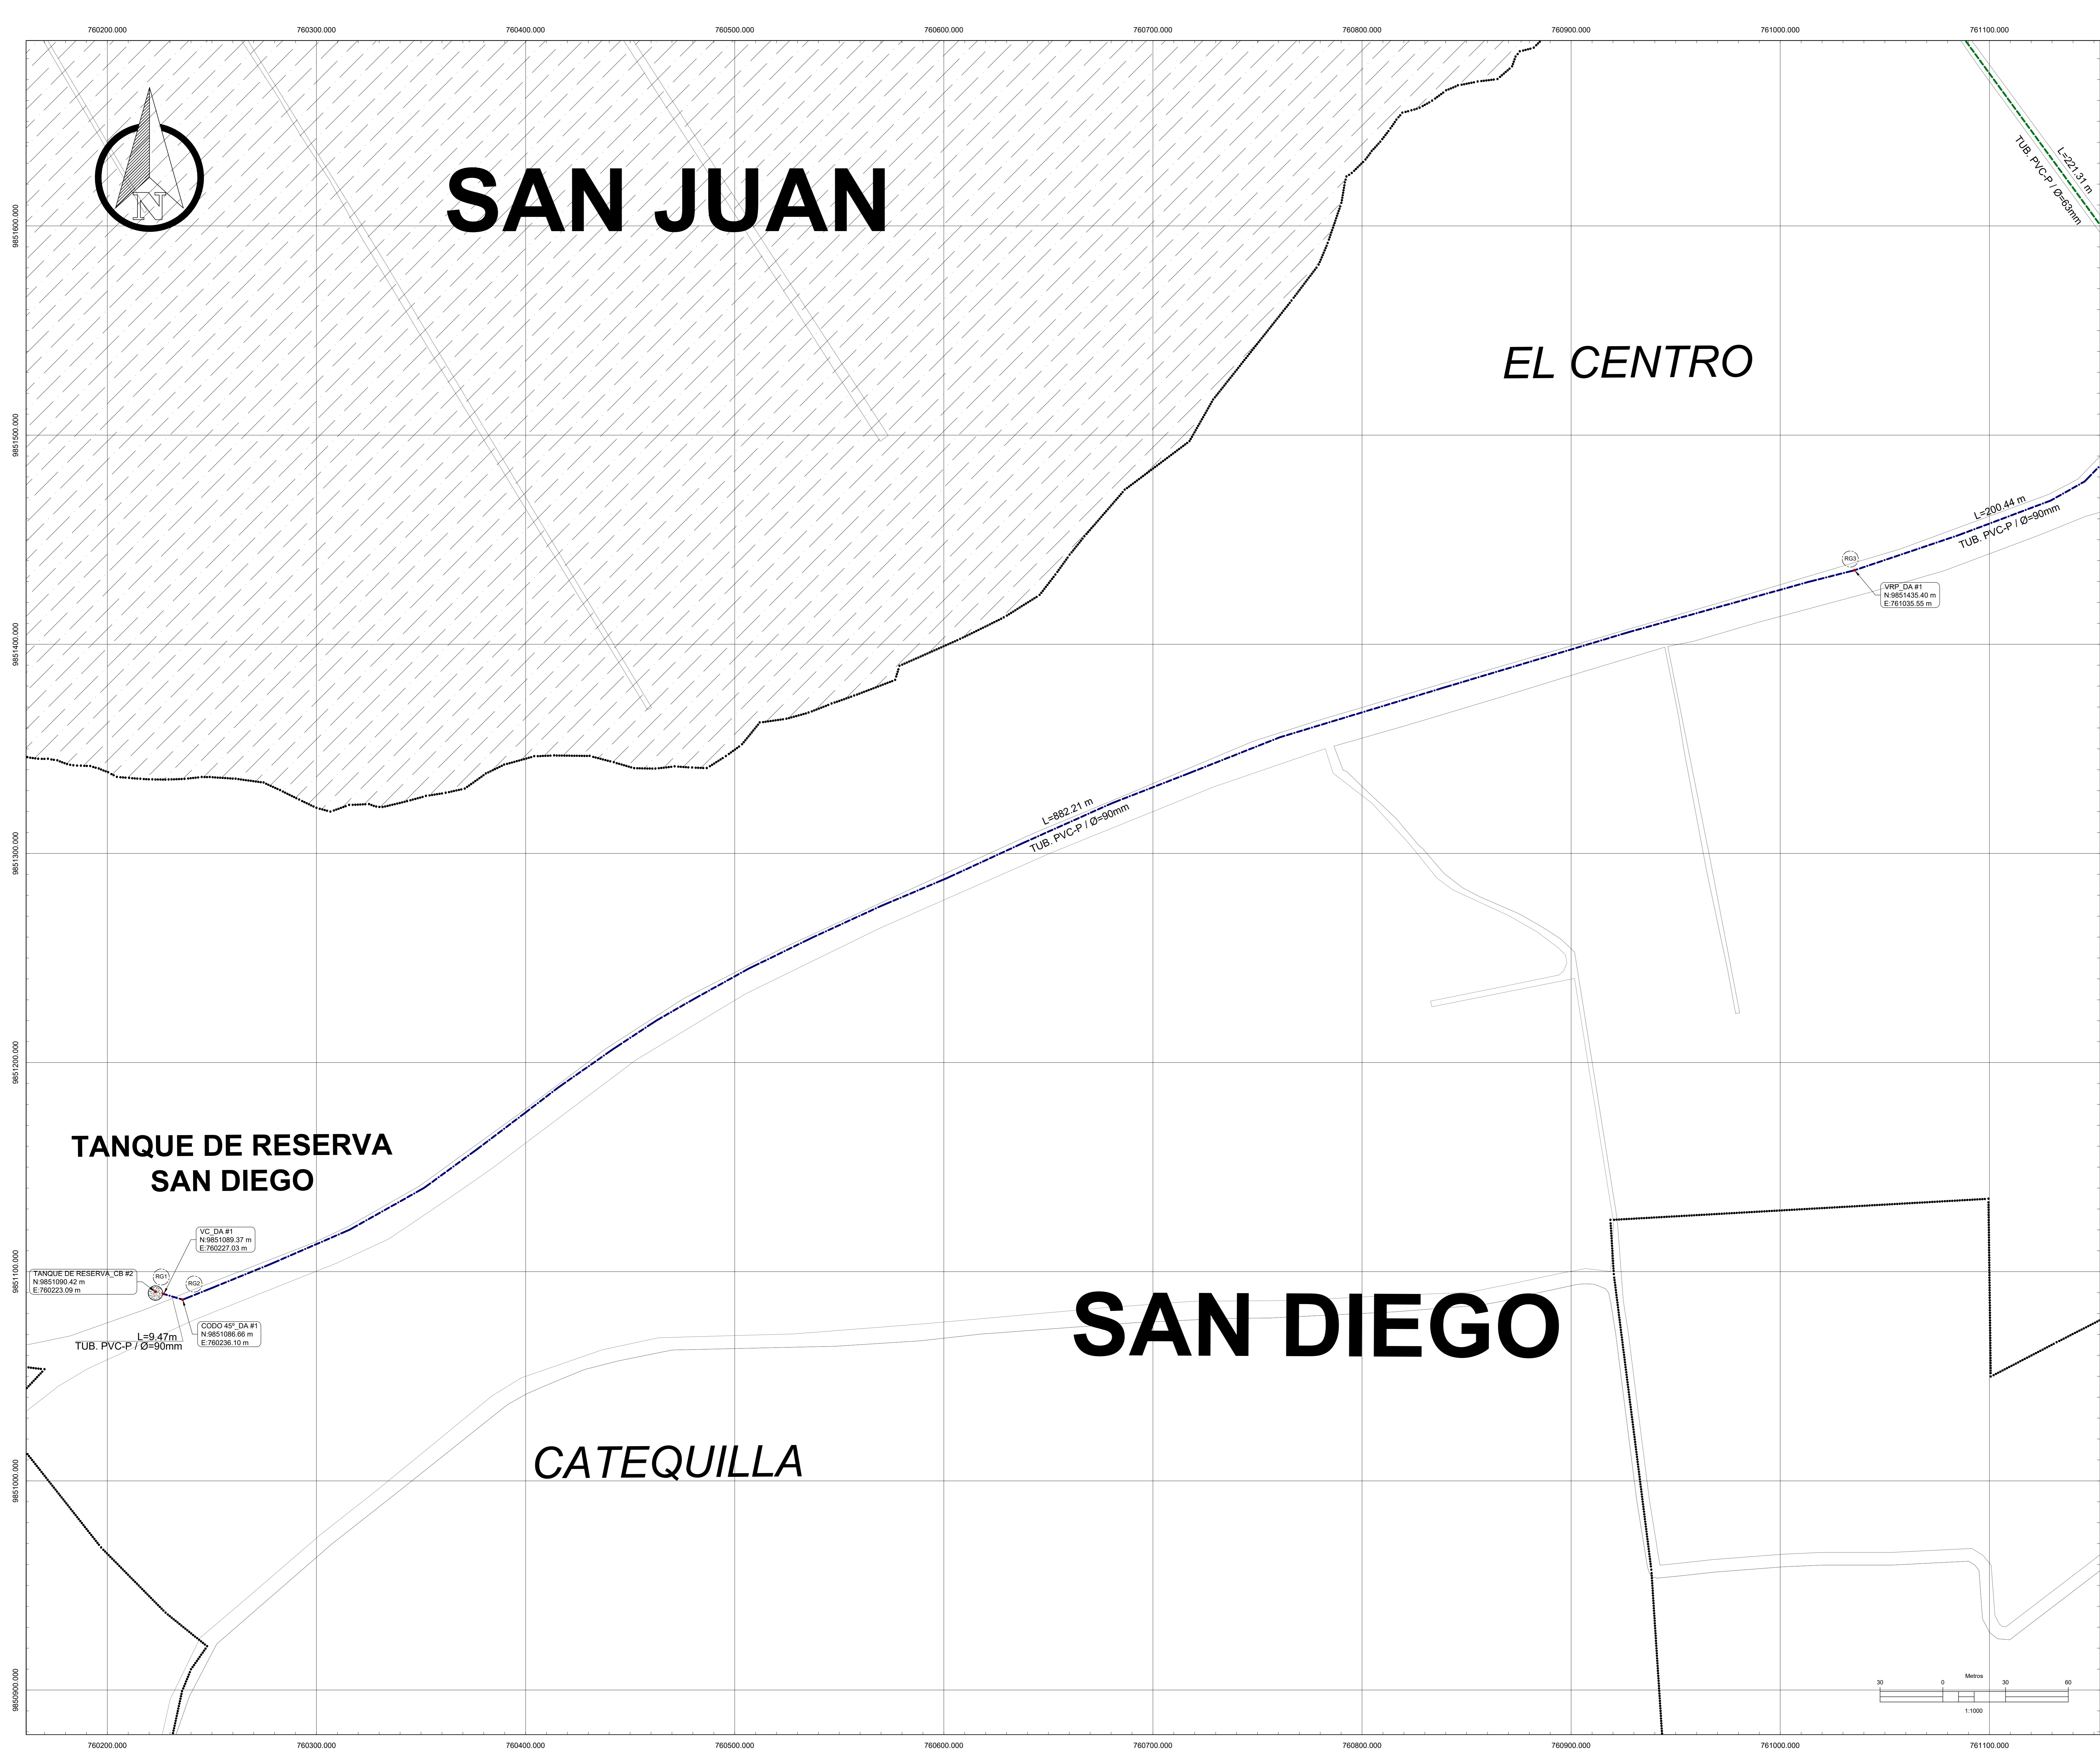 760200.000 760300.000 760400.000 760500.000 760600.000 760700.000 760800.000 760900.000 761000.000 761100.000
9851600.000
9851500.000
9851400.000
9851300.000
9851200.000
9851100.000
9851000.000
9850900.000
N
SAN JUAN
L=221.31 m
TUB. PVC-P / Ø=63mm
EL CENTRO
L=200.44 m
TUB. PVC-P / Ø=90mm
RG3
VRP_DA #1
N:9851435.40 m
E:761035.55 m
L=882.21 m
TUB. PVC-P / Ø=90mm
TANQUE DE RESERVA
SAN DIEGO
VC_DA #1
N:9851089.37 m
E:760227.03 m
TANQUE DE RESERVA_CB #2
N:9851090.42 m
E:760223.09 m
RG1
RG2
CODO 45º_DA #1
N:9851086.66 m
E:760236.10 m
L=9.47m
TUB. PVC-P / Ø=90mm
SAN DIEGO
CATEQUILLA
Metros
30 0 30 60
1:1000
760200.000 760300.000 760400.000 760500.000 760600.000 760700.000 760800.000 760900.000 761000.000 761100.000